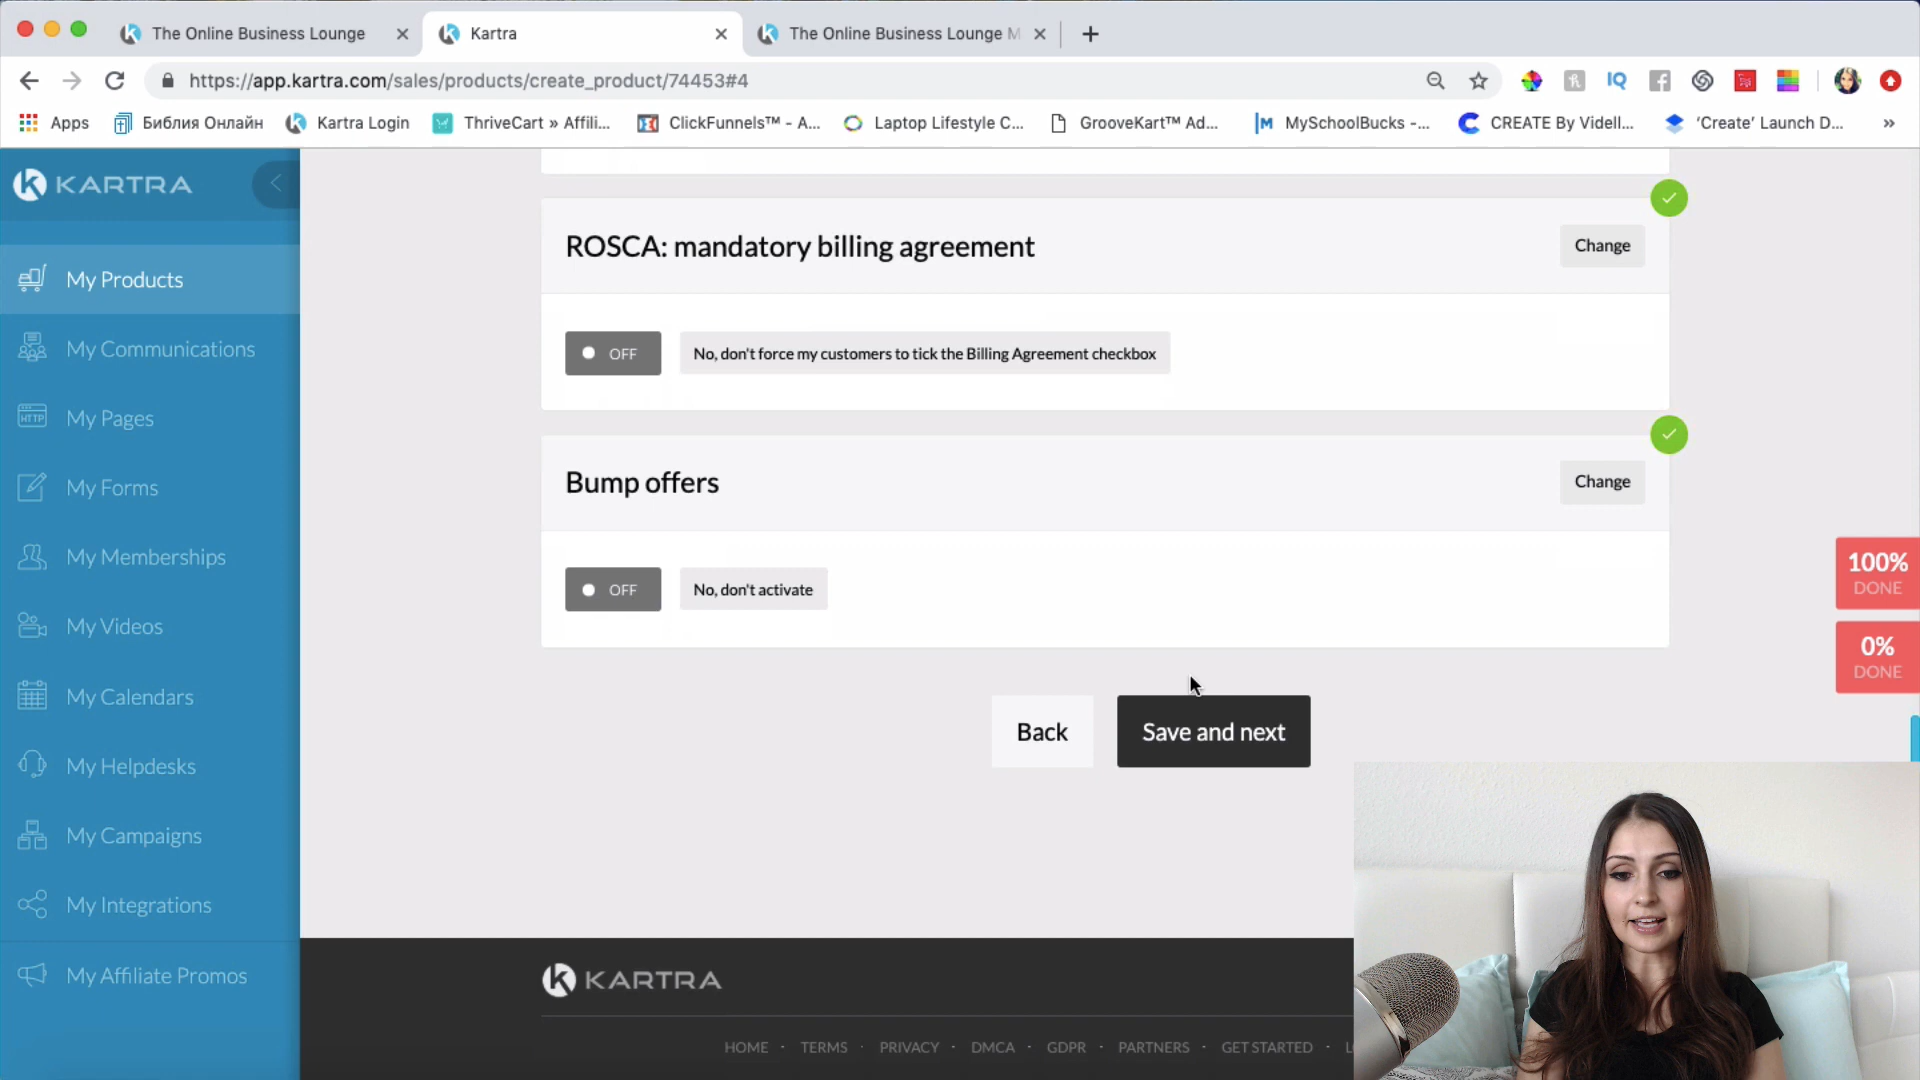 The Online Business Lounge
Kartra
The Online Business Lounge M
https://app.kartra.com/sales/products/create_product/74453#4
Apps
Библия Онлайн
Kartra Login
ThriveCart » Affili...
ClickFunnels™ - A...
Laptop Lifestyle C...
GrooveKart™ Ad...
MySchoolBucks -...
CREATE By Videll...
‘Create’ Launch D...
»
KARTRA
My Products
My Communications
My Pages
My Forms
My Memberships
My Videos
My Calendars
My Helpdesks
My Campaigns
My Integrations
My Affiliate Promos
ROSCA: mandatory billing agreement
Change
OFF
No, don't force my customers to tick the Billing Agreement checkbox
Bump offers
Change
OFF
No, don't activate
100%
DONE
0%
DONE
Back
Save and next
KARTRA
HOME · TERMS · PRIVACY · DMCA · GDPR · PARTNERS · GET STARTED ·